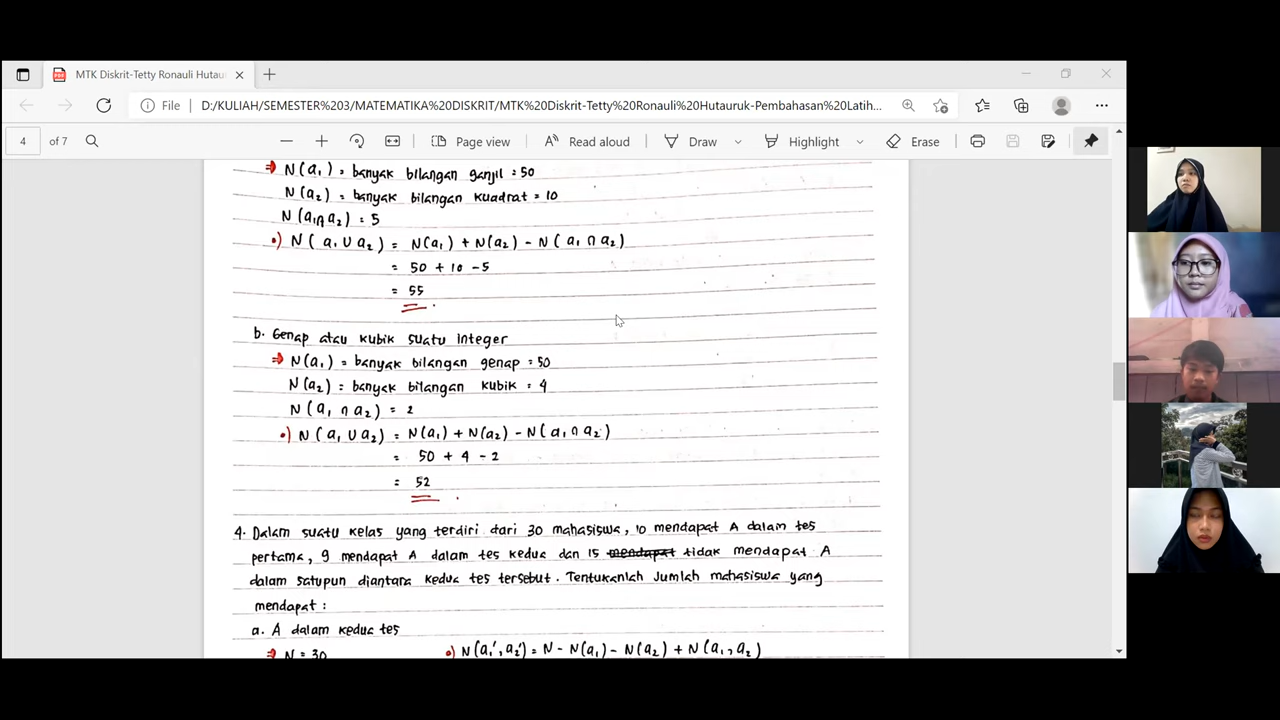 MTK Diskrit-Tetty Ronauli Hutau
File D:/KULIAH/SEMESTER%203/MATEMATIKA%20DISKRIT/MTK%20Diskrit-Tetty%20Ronauli%20Hutauruk-Pembahasan%20Latih...
4 of 7 Page view Read aloud Draw Highlight Erase
⇒ N(a₁) = banyak bilangan ganjil = 50
N(a₂) = banyak bilangan kuadrat = 10
N(a₁∩a₂) = 5
•) N(a₁∪a₂) = N(a₁) + N(a₂) - N(a₁∩a₂)
= 50 + 10 - 5
= 55
b. Genap atau kubik suatu integer
⇒ N(a₁) = banyak bilangan genap = 50
N(a₂) = banyak bilangan kubik = 4
N(a₁∩a₂) = 2
•) N(a₁∪a₂) = N(a₁) + N(a₂) - N(a₁∩a₂)
= 50 + 4 - 2
= 52
4. Dalam suatu kelas yang terdiri dari 30 mahasiswa, 10 mendapat A dalam tes
pertama, 9 mendapat A dalam tes kedua dan 15 mendapat tidak mendapat A
dalam satupun diantara kedua tes tersebut. Tentukanlah jumlah mahasiswa yang
mendapat :
a. A dalam kedua tes
⇒ N = 30 •) N(a₁', a₂') = N - N(a₁) - N(a₂) + N(a₁, a₂)